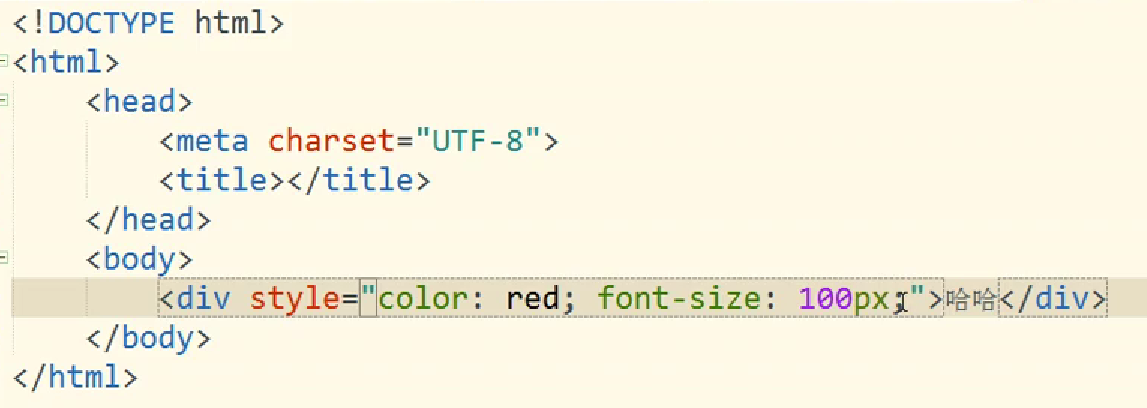 <!DOCTYPE html>
<html>
<head>
<meta charset="UTF-8">
<title></title>
</head>
<body>
<div style="color: red; font-size: 100px;">哈哈</div>
</body>
</html>